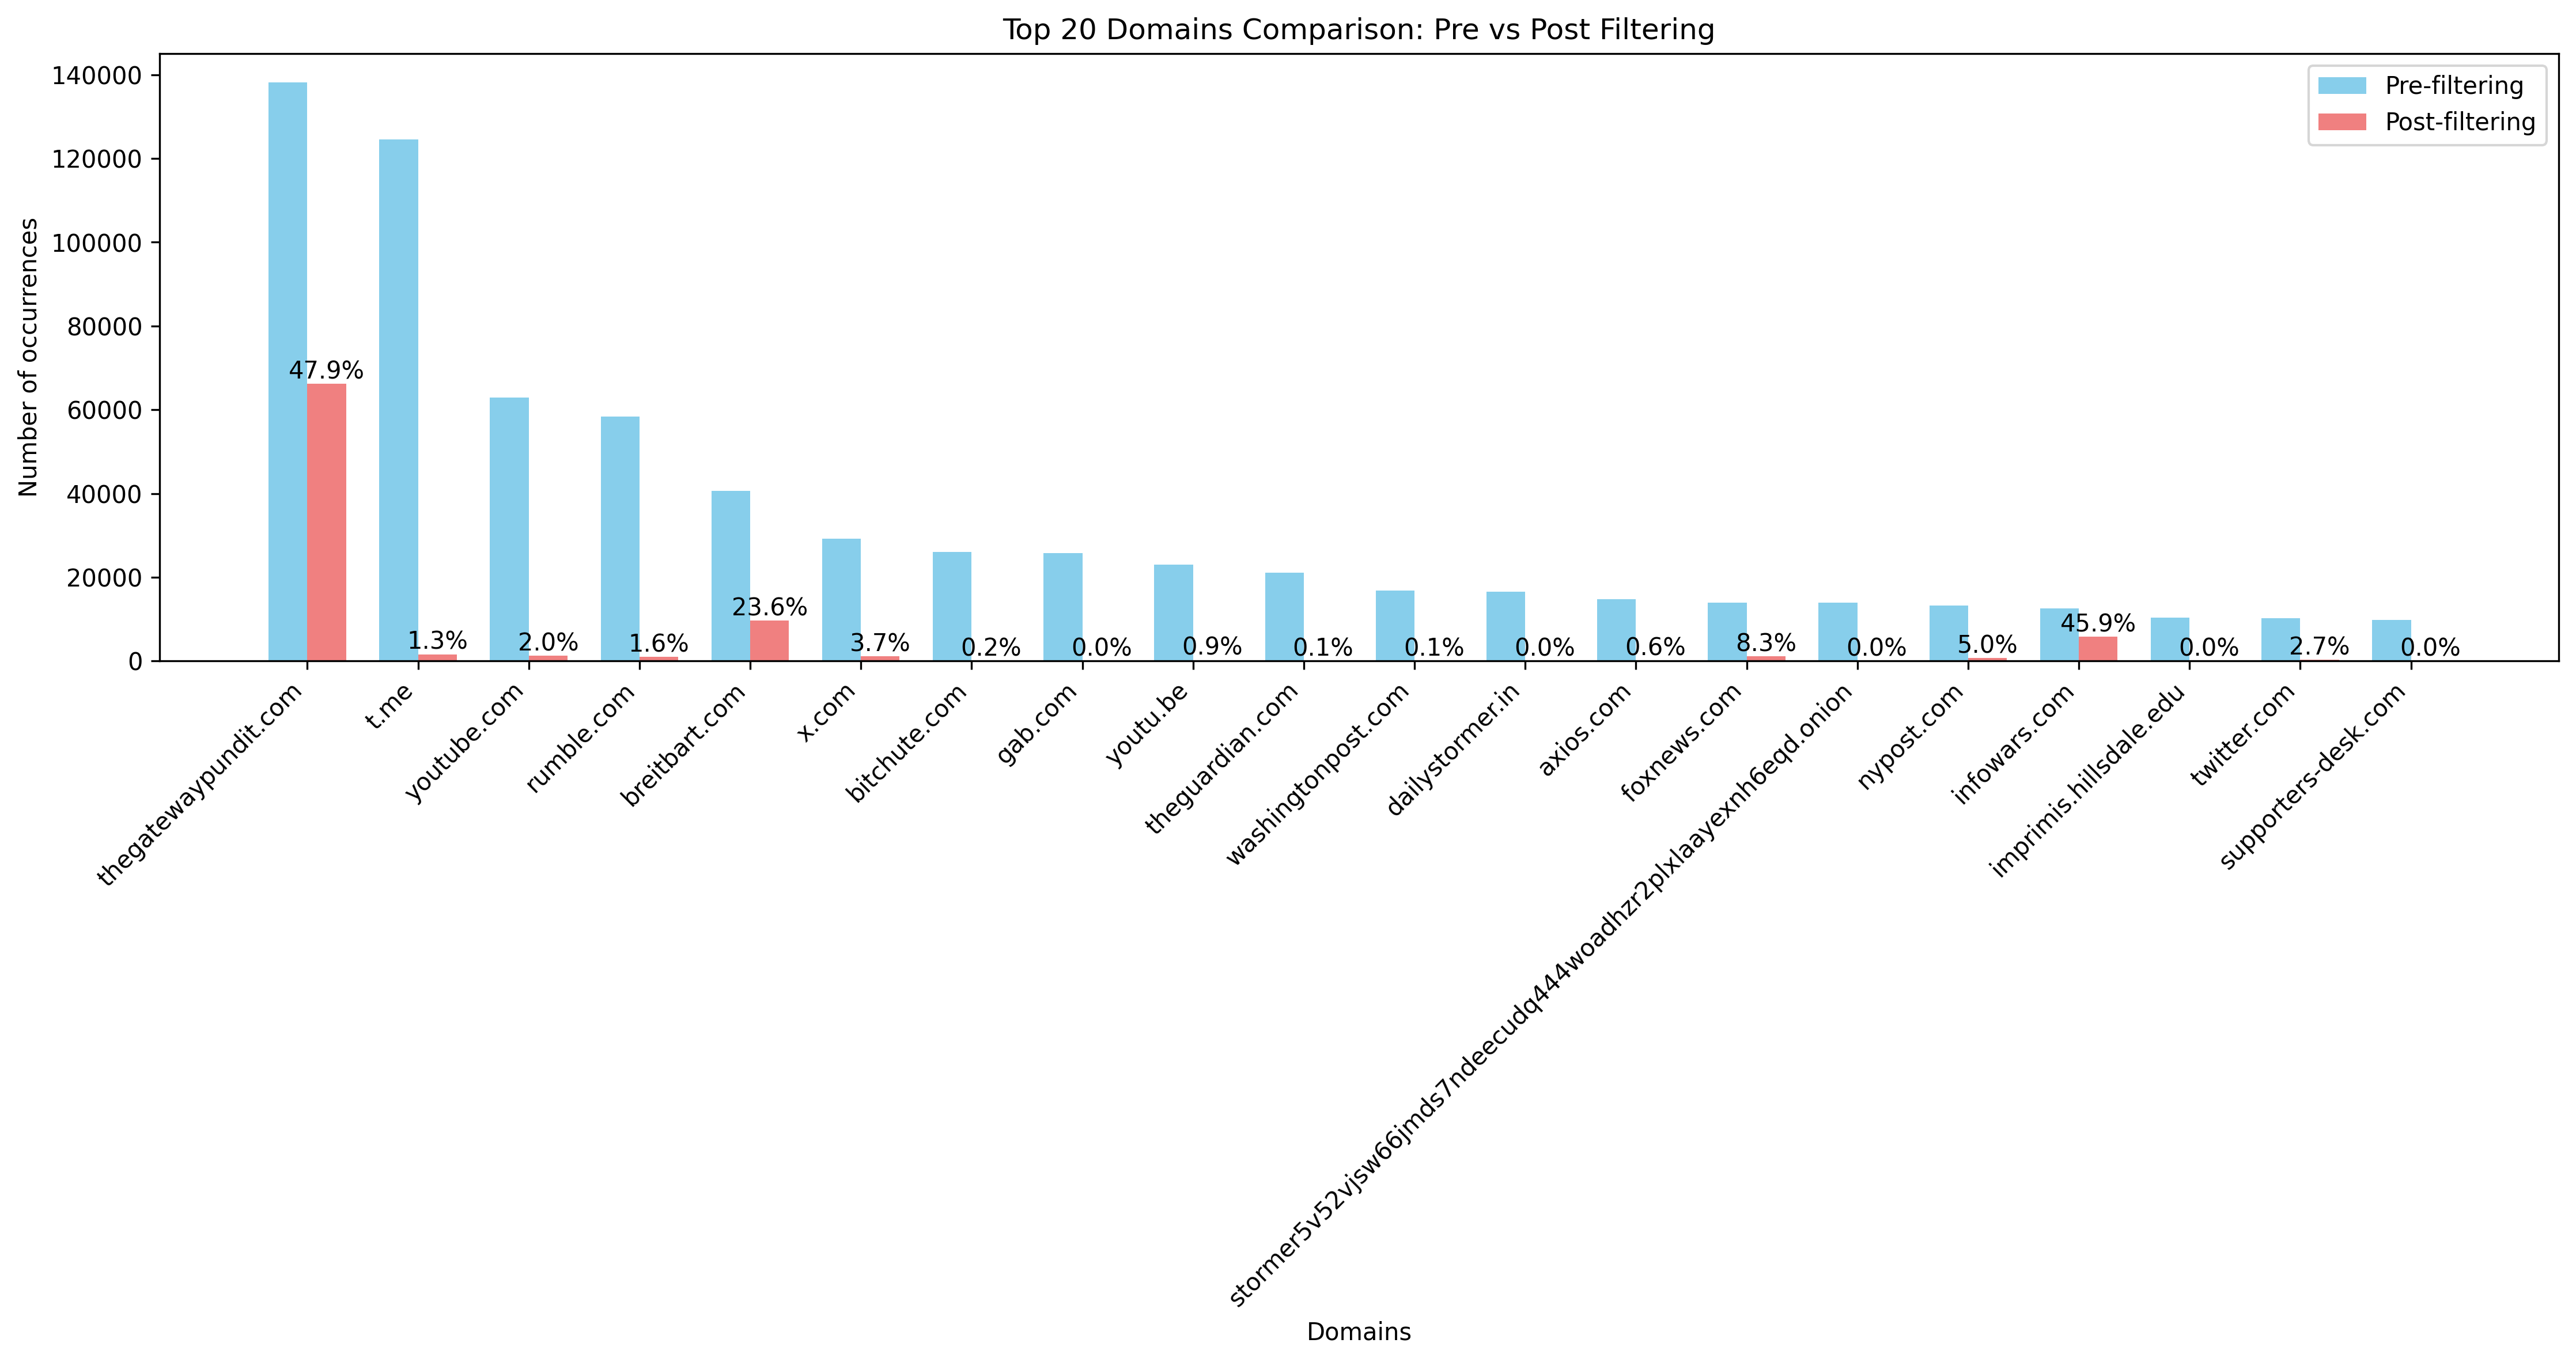 Top 20 Domains Comparison: Pre vs Post Filtering
Pre-filtering
Post-filtering
Number of occurrences
140000
120000
100000
80000
60000
40000
20000
0
47.9%
1.3%
2.0%
1.6%
23.6%
3.7%
0.2%
0.0%
0.9%
0.1%
0.1%
0.0%
0.6%
8.3%
0.0%
5.0%
45.9%
0.0%
2.7%
0.0%
thegatewaypundit.com
t.me
youtube.com
rumble.com
breitbart.com
x.com
bitchute.com
gab.com
youtu.be
theguardian.com
washingtonpost.com
dailystormer.in
axios.com
foxnews.com
stormer5v52vjsw66jmds7ndeecudq444woadhzr2plxlaayexnh6eqd.onion
nypost.com
infowars.com
imprimis.hillsdale.edu
twitter.com
supporters-desk.com
Domains